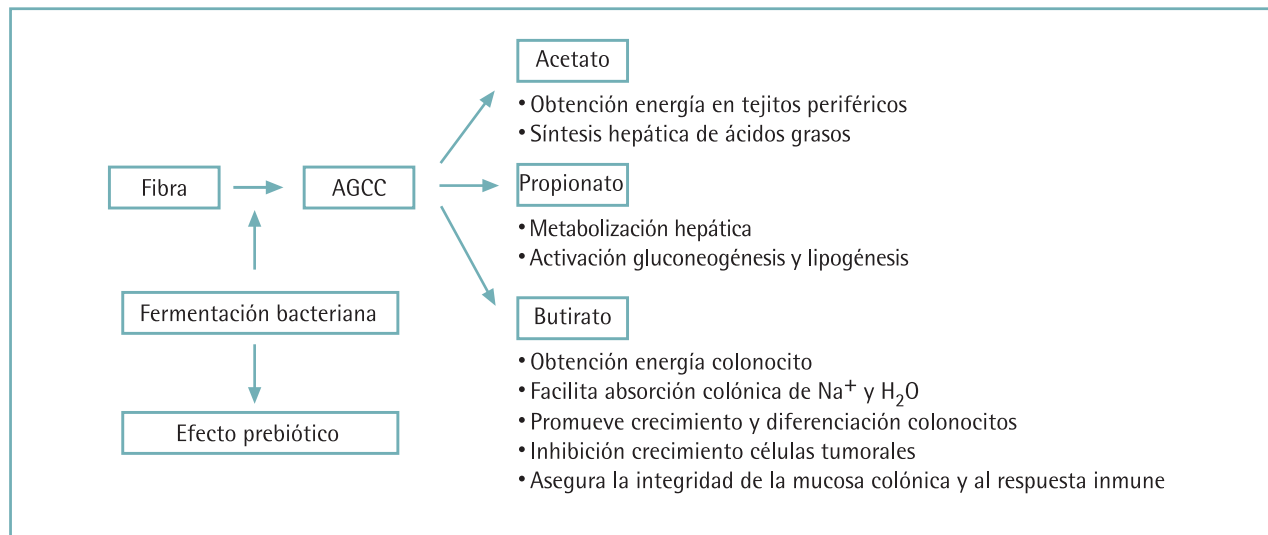 Acetato
• Obtención energía en tejitos periféricos
• Síntesis hepática de ácidos grasos
Fibra
AGCC
Propionato
• Metabolización hepática
• Activación gluconeogénesis y lipogénesis
Fermentación bacteriana
Butirato
• Obtención energía colonocito
• Facilita absorción colónica de Na⁺ y H₂O
• Promueve crecimiento y diferenciación colonocitos
• Inhibición crecimiento células tumorales
• Asegura la integridad de la mucosa colónica y al respuesta inmune
Efecto prebiótico